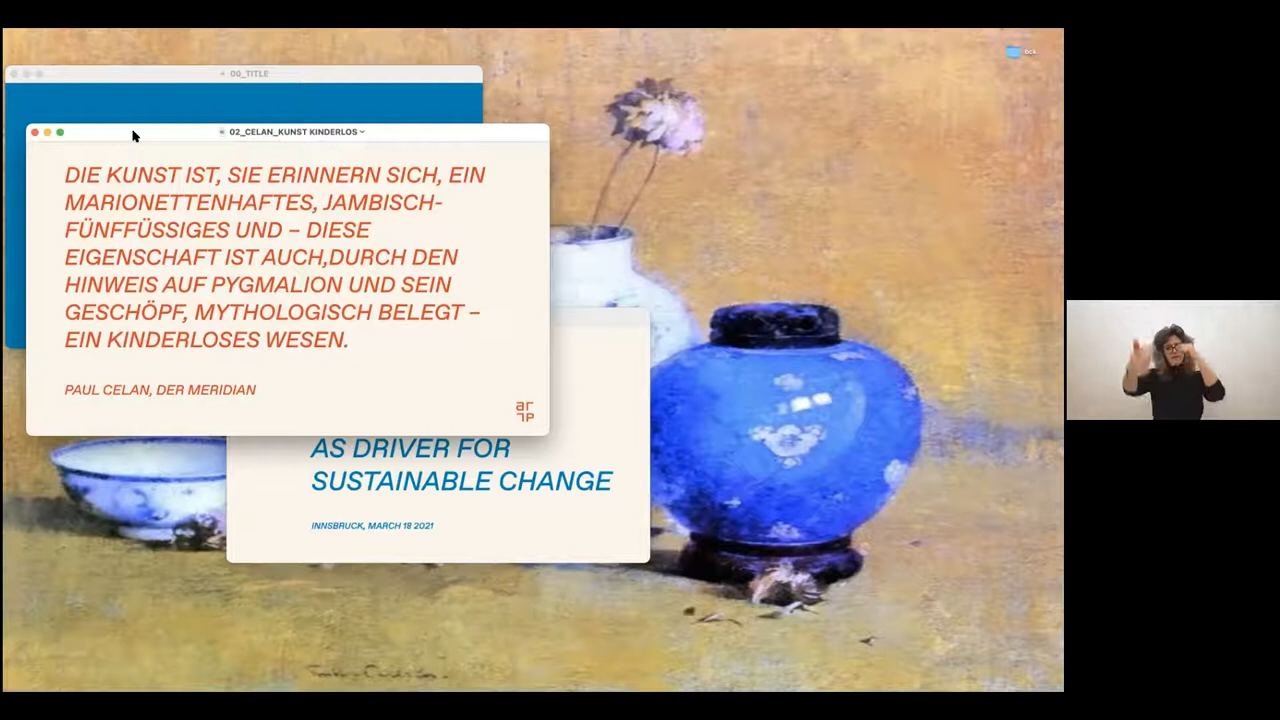 bck
00_TITLE
02_CELAN_KUNST KINDERLOS
DIE KUNST IST, SIE ERINNERN SICH, EIN
MARIONETTENHAFTES, JAMBISCH-
FÜNFFÜSSIGES UND – DIESE
EIGENSCHAFT IST AUCH,DURCH DEN
HINWEIS AUF PYGMALION UND SEIN
GESCHÖPF, MYTHOLOGISCH BELEGT –
EIN KINDERLOSES WESEN.
PAUL CELAN, DER MERIDIAN
AS DRIVER FOR
SUSTAINABLE CHANGE
INNSBRUCK, MARCH 18 2021